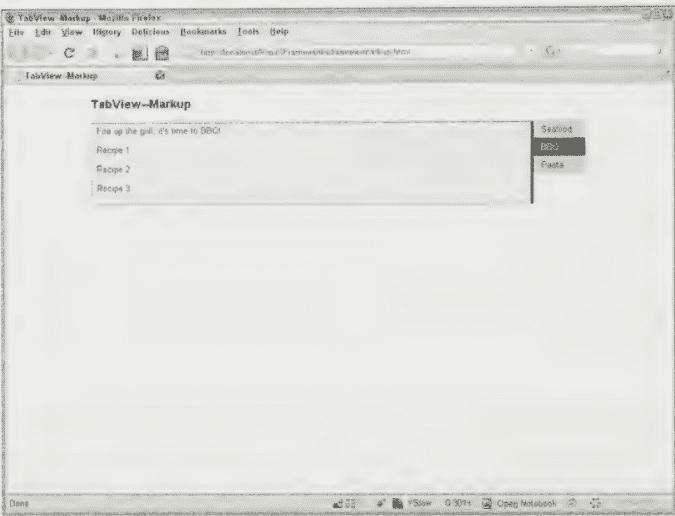 TabView-Markup - Mozilla Firefox
File Edit View History Delicious Bookmarks Tools Help
TabView-Markup
TabView--Markup
Fire up the grill, it's time to BBQ!
Recipe 1
Recipe 2
Recipe 3
Seafood
BBQ
Pasta
Done
YSlow
Open Notebook